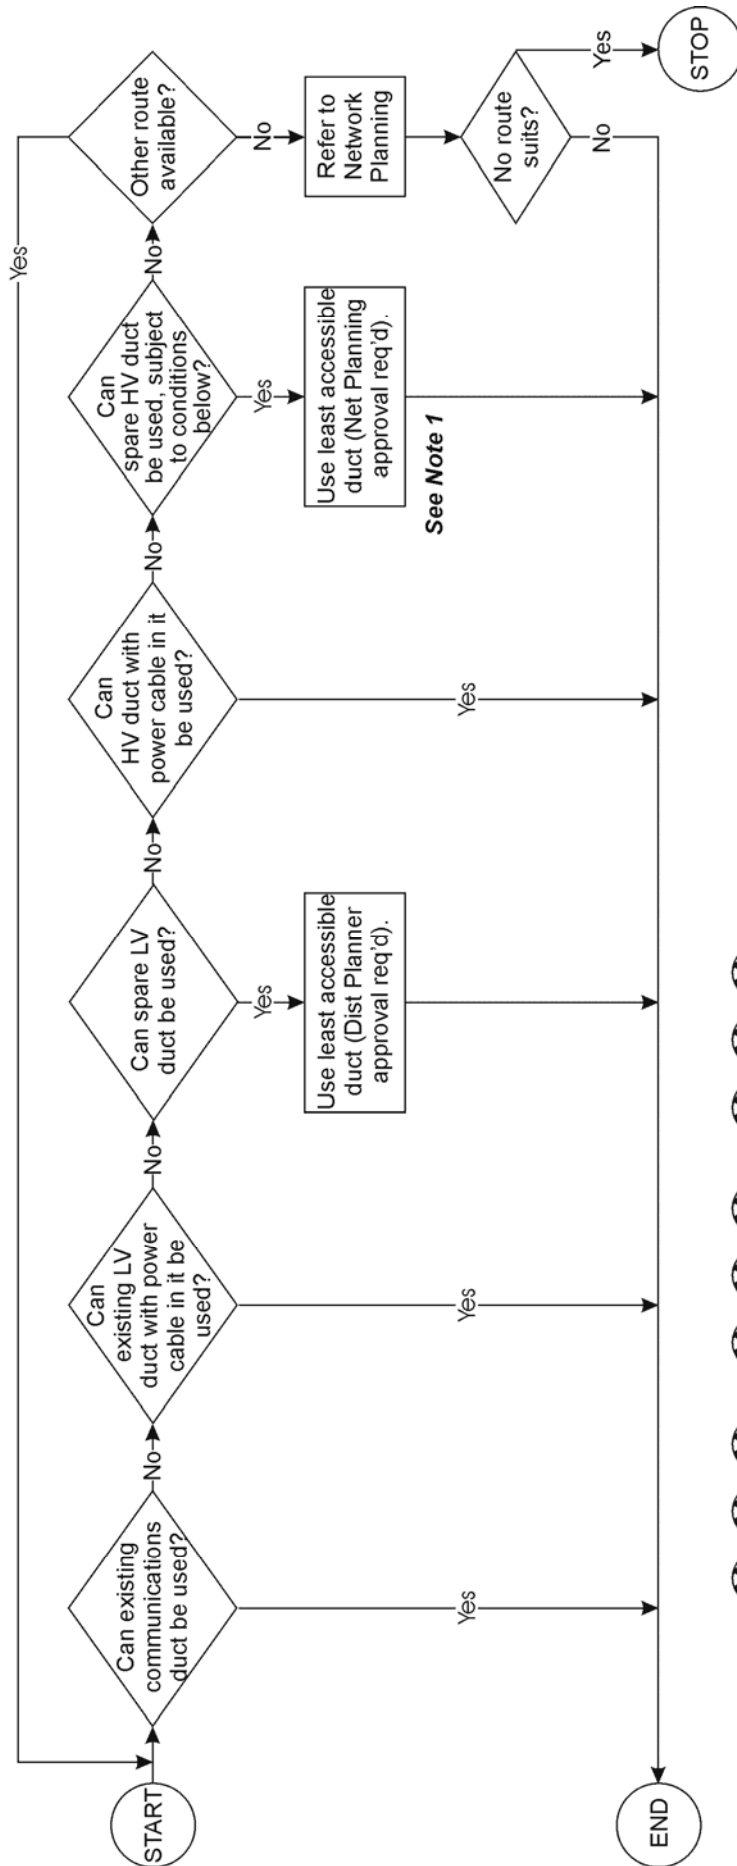 START
Can existing
communications
duct be used?
No
Yes
Can
existing LV
duct with power
cable in it be
used?
No
Yes
Can spare LV
duct be used?
No
Yes
Use least accessible
duct (Dist Planner
approval req'd).
Can
HV duct with
power cable in it
be used?
No
Yes
Can
spare HV duct
be used, subject
to conditions
below?
No
Yes
Use least accessible
duct (Net Planning
approval req'd).
See Note 1
Other route
available?
Yes
No
Refer to
Network
Planning
No route
suits?
Yes
No
STOP
END